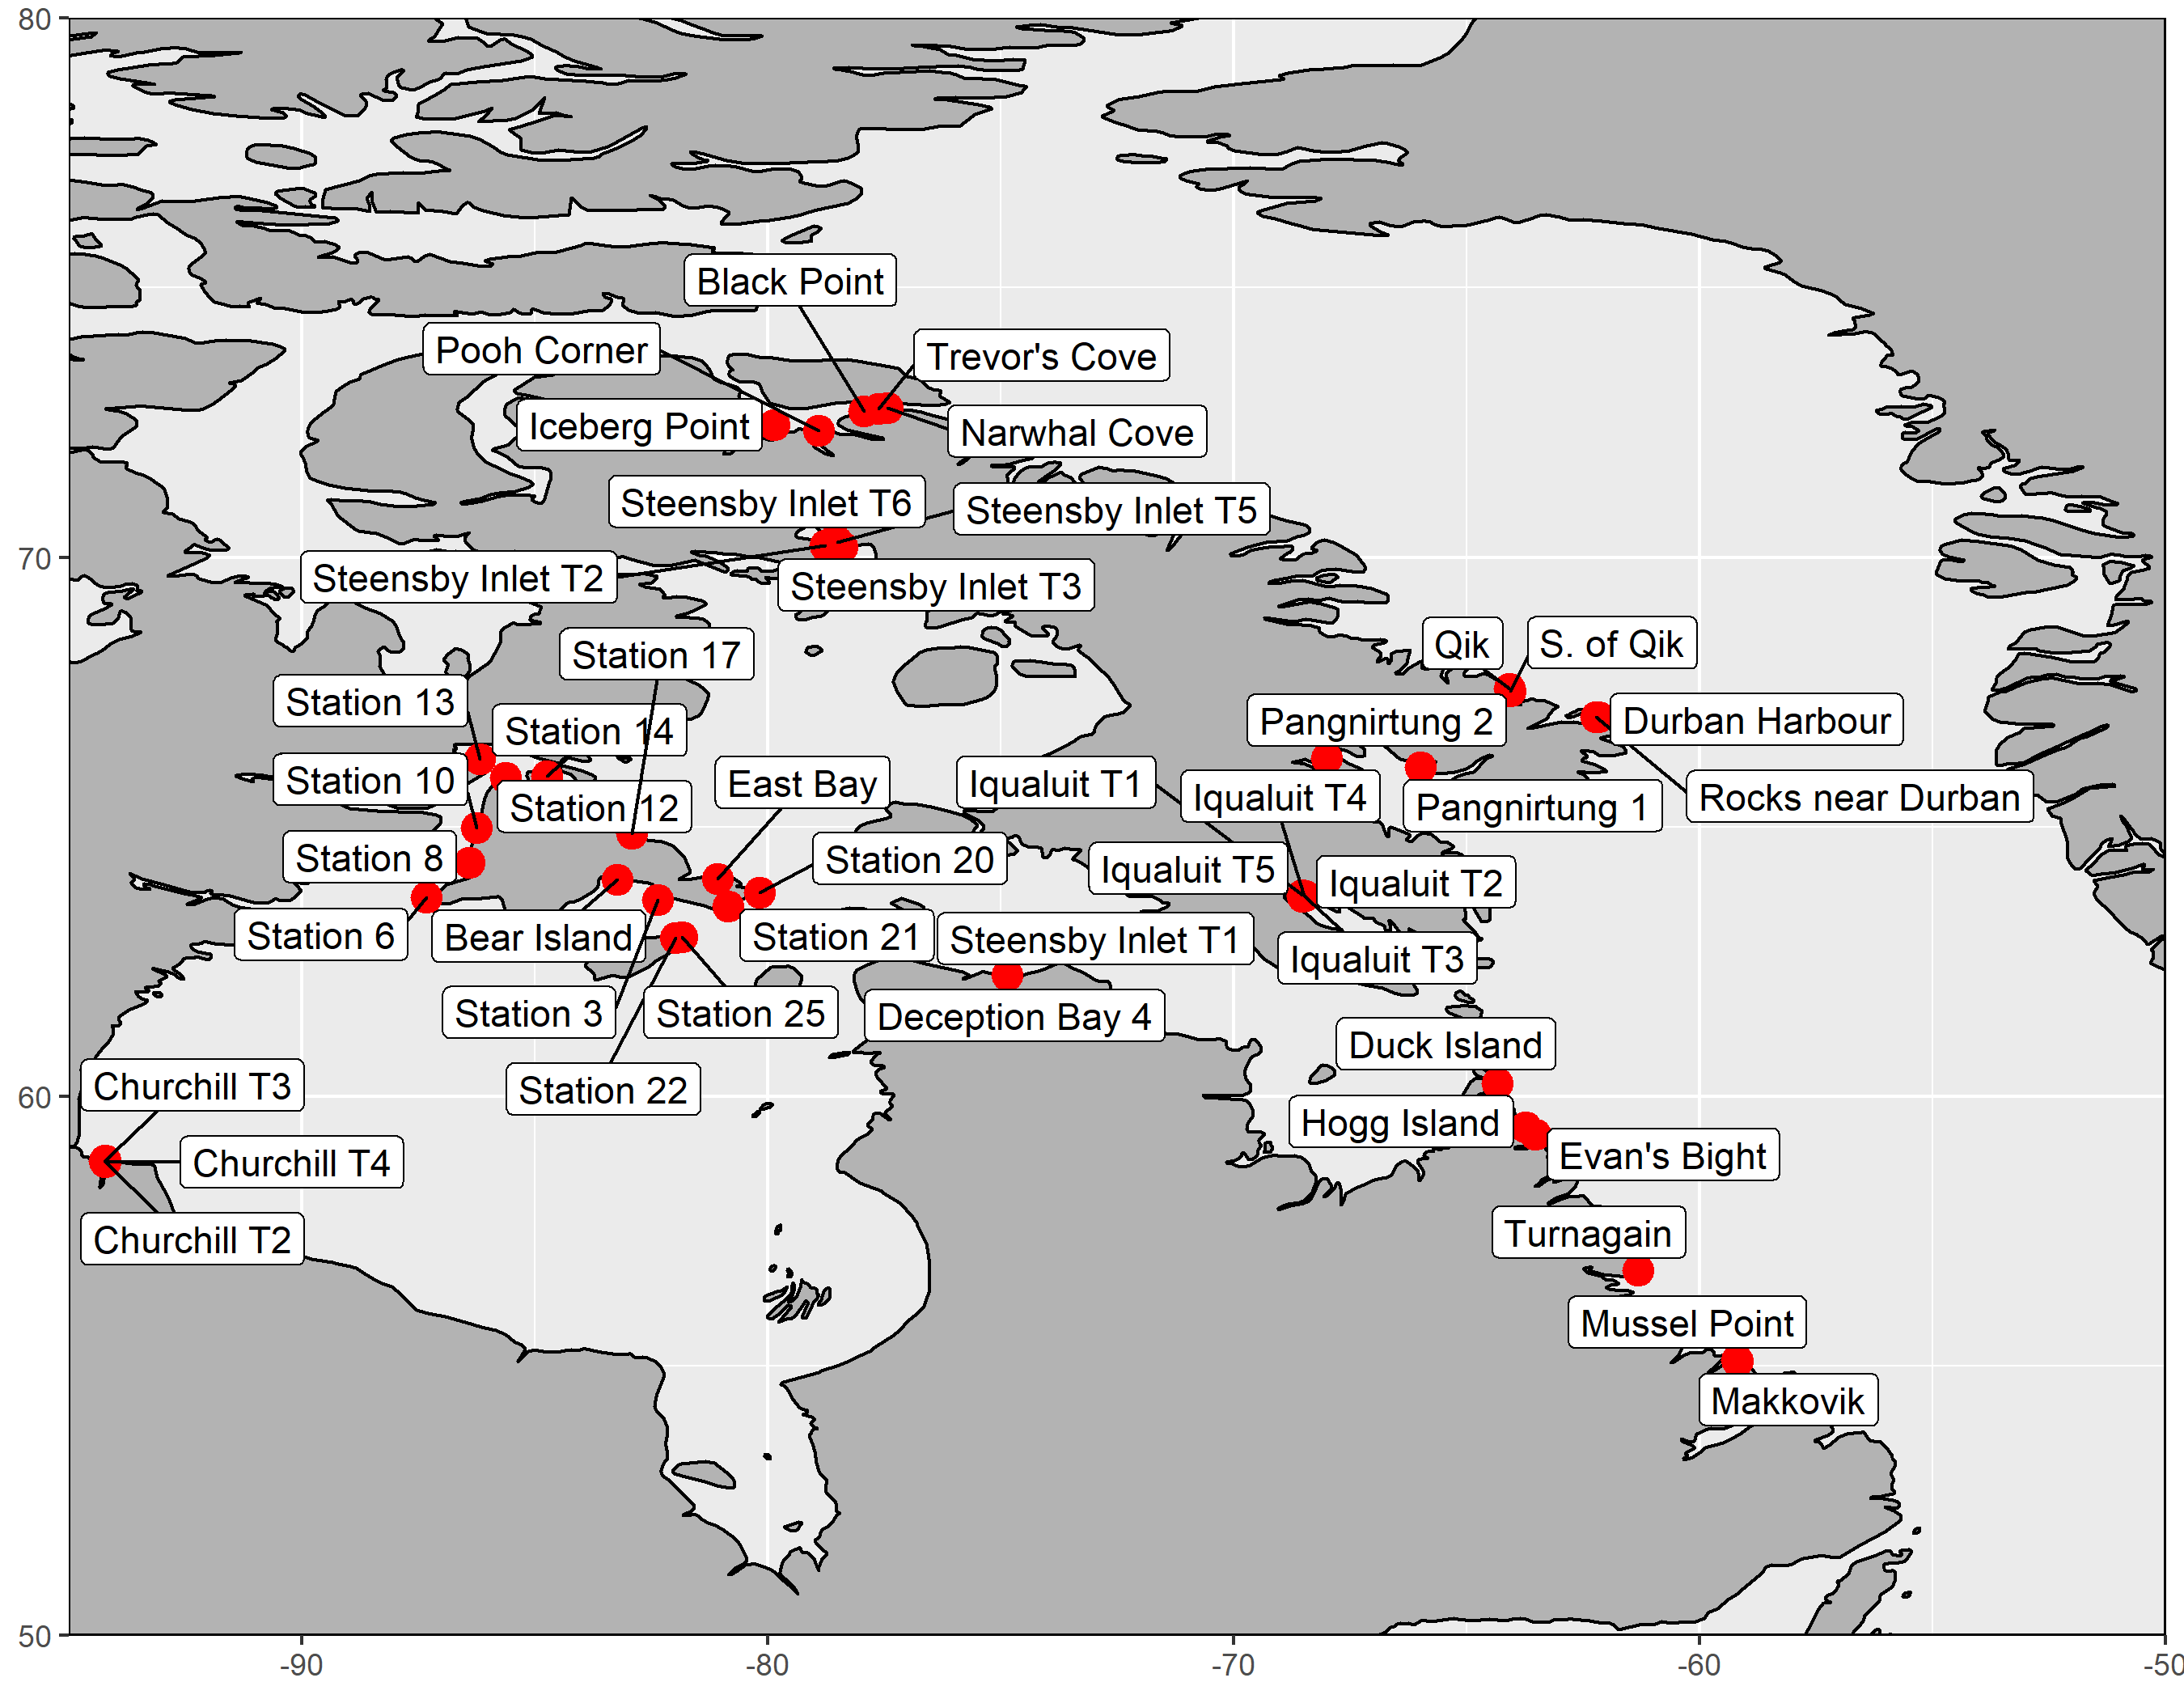 80
Black Point
Pooh Corner
Trevor's Cove
Iceberg Point
Narwhal Cove
Steensby Inlet T6
Steensby Inlet T5
70
Steensby Inlet T2
Steensby Inlet T3
Qik
S. of Qik
Station 17
Station 13
Station 14
Pangnirtung 2
Durban Harbour
Station 10
East Bay
Iqualuit T1
Iqualuit T4
Rocks near Durban
Station 12
Pangnirtung 1
Station 8
Station 20
Iqualuit T5
Iqualuit T2
Station 6
Bear Island
Station 21
Steensby Inlet T1
Iqualuit T3
Station 3
Station 25
Deception Bay 4
Duck Island
Station 22
60
Churchill T3
Hogg Island
Churchill T4
Evan's Bight
Churchill T2
Turnagain
Mussel Point
Makkovik
50
-90
-80
-70
-60
-50